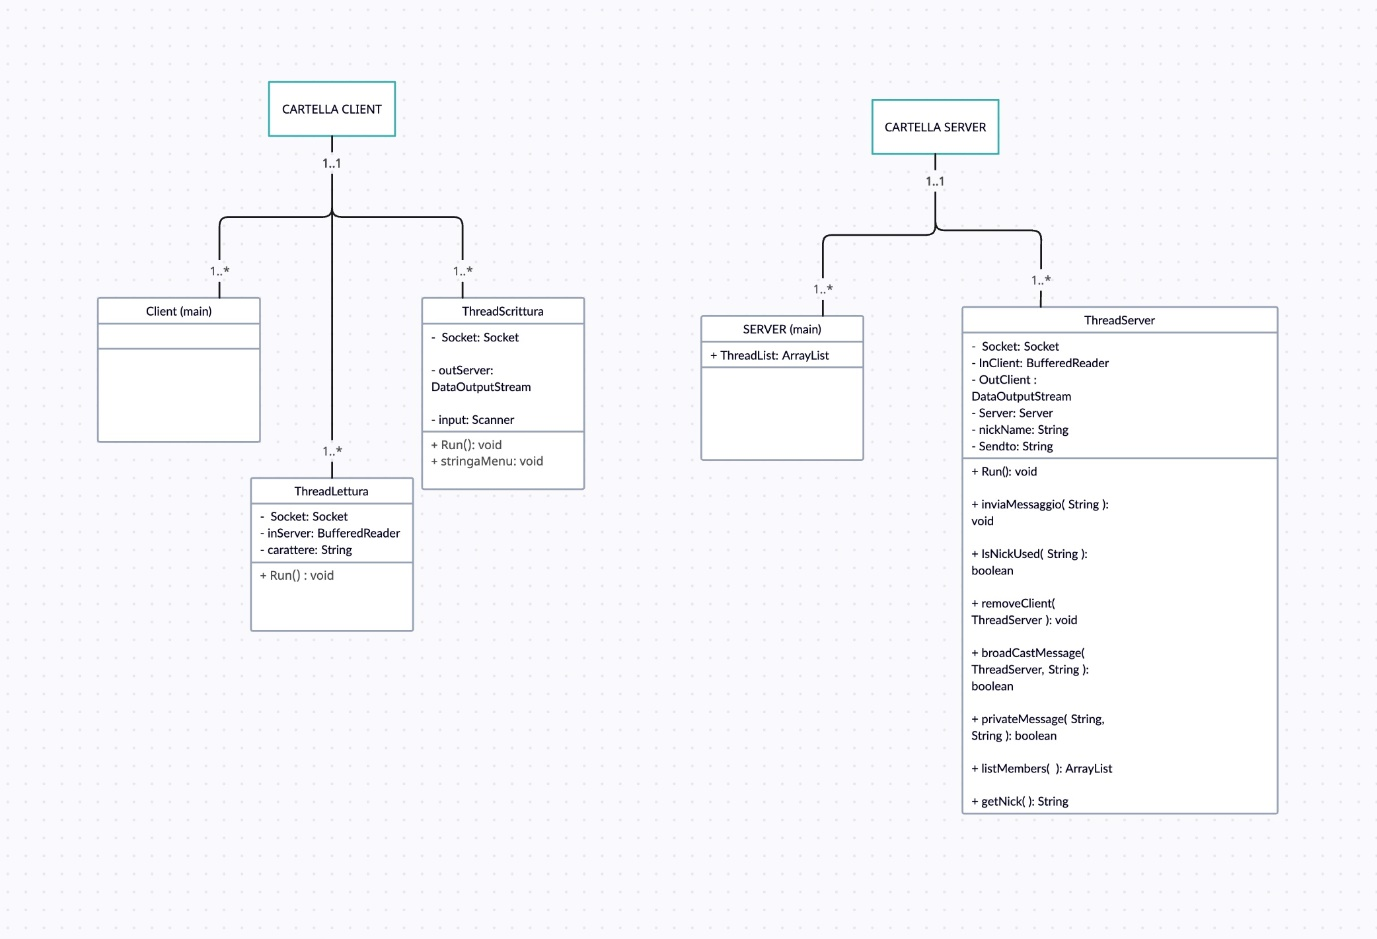 CARTELLA CLIENT
1..1
1..*
1..*
Client (main)
ThreadScrittura
- Socket: Socket
- outServer:
DataOutputStream
- input: Scanner
+ Run(): void
+ stringaMenu: void
1..*
ThreadLettura
- Socket: Socket
- inServer: BufferedReader
- carattere: String
+ Run() : void
CARTELLA SERVER
1..1
1..*
1..*
SERVER (main)
+ ThreadList: ArrayList
ThreadServer
- Socket: Socket
- InClient: BufferedReader
- OutClient :
DataOutputStream
- Server: Server
- nickName: String
- Sendto: String
+ Run(): void
+ inviaMessaggio( String ):
void
+ IsNickUsed( String ):
boolean
+ removeClient(
ThreadServer ): void
+ broadCastMessage(
ThreadServer, String ):
boolean
+ privateMessage( String,
String ): boolean
+ listMembers( ): ArrayList
+ getNick( ): String